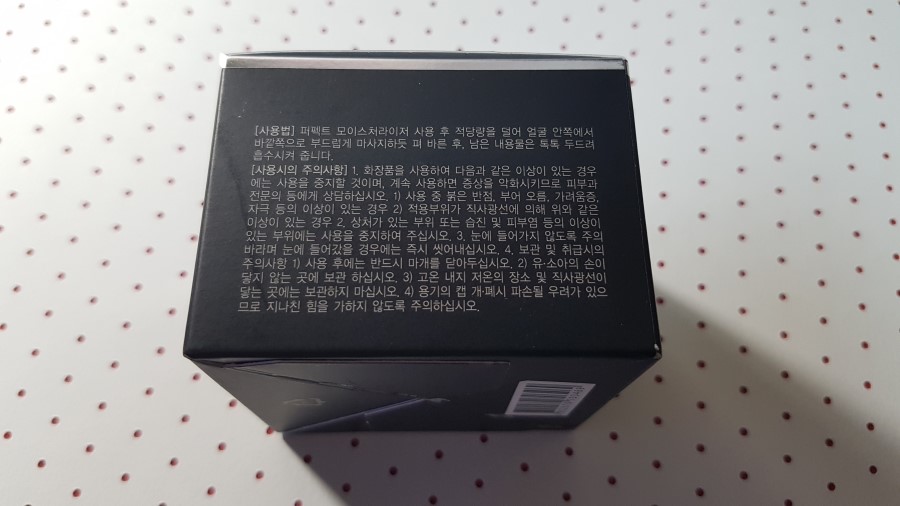 [사용법] 퍼펙트 모이스처라이저 사용 후 적당량을 덜어 얼굴 안쪽에서
바깥쪽으로 부드럽게 마사지하듯 펴 바른 후, 남은 내용물은 톡톡 두드려
흡수시켜 줍니다.
[사용시의 주의사항] 1. 화장품을 사용하여 다음과 같은 이상이 있는 경우
에는 사용을 중지할 것이며, 계속 사용하면 증상을 악화시키므로 피부과
전문의 등에게 상담하십시오. 1) 사용 중 붉은 반점, 부어 오름, 가려움증,
자극 등의 이상이 있는 경우 2) 적용부위가 직사광선에 의해 위와 같은
이상이 있는 경우 2. 상처가 있는 부위 또는 습진 및 피부염 등의 이상이
있는 부위에는 사용을 중지하여 주십시오. 3. 눈에 들어가지 않도록 주의
바리며 눈에 들어갔을 경우에는 즉시 씻어내십시오. 4. 보관 및 취급시의
주의사항 1) 사용 후에는 반드시 마개를 닫아두십시오. 2) 유·소아의 손이
닿지 않는 곳에 보관 하십시오. 3) 고온 내지 저온의 장소 및 직사광선이
닿는 곳에는 보관하지 마십시오. 4) 용기의 캡 개·폐시 파손될 우려가 있으
므로 지나친 힘을 가하지 않도록 주의하십시오.